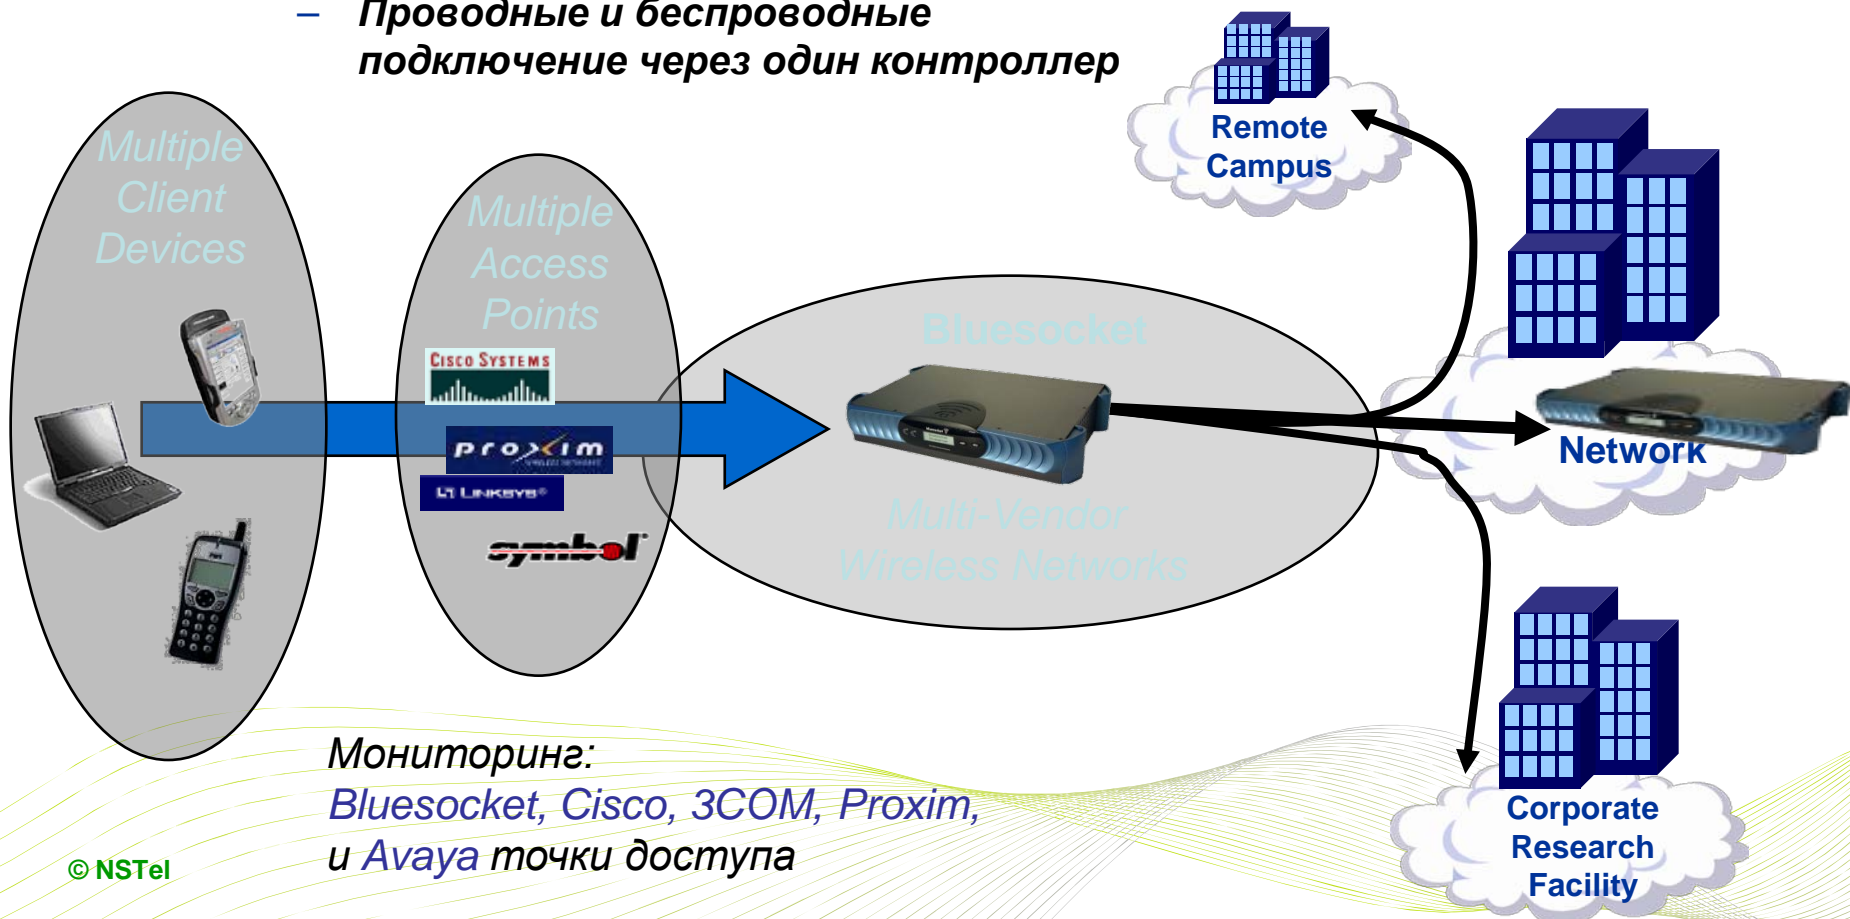 – Проводные и беспроводные
подключение через один контроллер
Remote
Campus
Multiple
Client
Devices
Multiple
Access
Points
Bluesocket
CISCO SYSTEMS
proxim
LINKSYS®
symbol
Network
Multi-Vendor
Wireless Networks
Мониторинг:
Bluesocket, Cisco, 3COM, Proxim,
и Avaya точки доступа
Corporate
Research
Facility
© NSTel